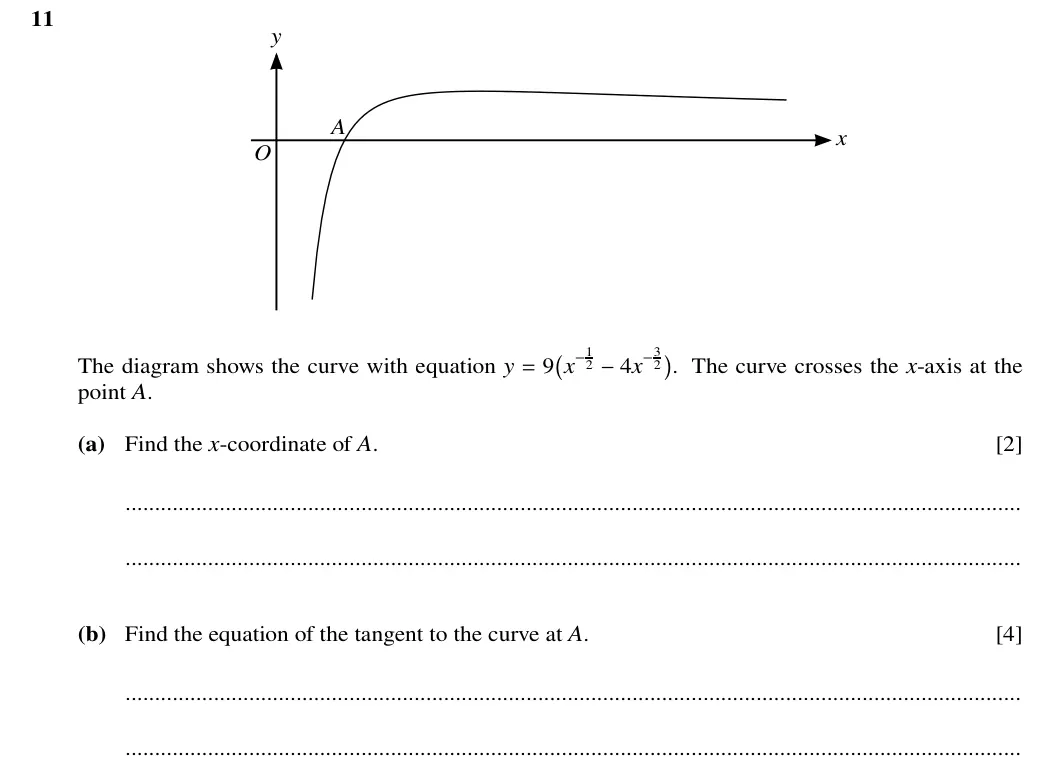 11
y
A
x
O
The diagram shows the curve with equation y = 9(x^{-\frac{1}{2}} – 4x^{-\frac{3}{2}}). The curve crosses the x-axis at the
point A.
(a) Find the x-coordinate of A. [2]
................................................................................................................................................
................................................................................................................................................
(b) Find the equation of the tangent to the curve at A. [4]
................................................................................................................................................
................................................................................................................................................